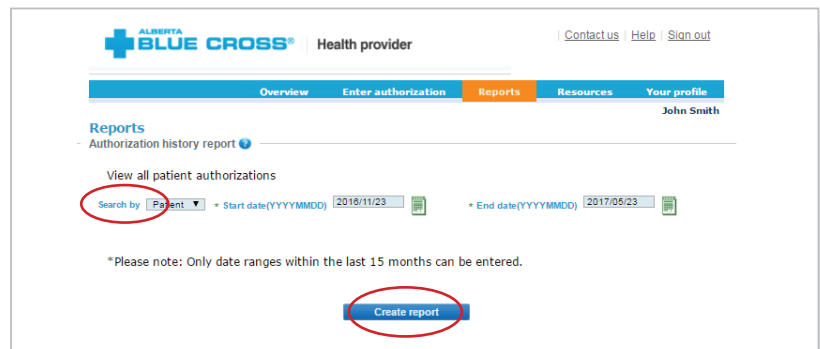 ALBERTA
BLUE CROSS® Health provider
Contact us | Help | Sign out
Overview Enter authorization Reports Resources Your profile
John Smith
Reports
Authorization history report ?
View all patient authorizations
Search by Patient ▼ * Start date(YYYYMMDD) 2016/11/23 * End date(YYYYMMDD) 2017/05/23
*Please note: Only date ranges within the last 15 months can be entered.
Create report